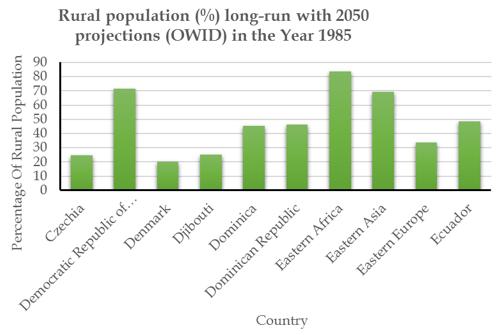 Rural population (%) long-run with 2050
projections (OWID) in the Year 1985
Percentage Of Rural Population
90
80
70
60
50
40
30
20
10
0
Czechia
Democratic Republic of…
Denmark
Djibouti
Dominica
Dominican Republic
Eastern Africa
Eastern Asia
Eastern Europe
Ecuador
Country